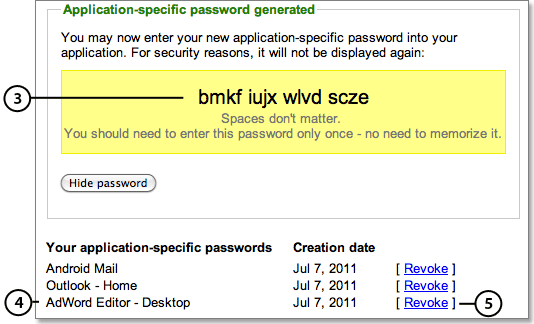 Application-specific password generated
You may now enter your new application-specific password into your
application. For security reasons, it will not be displayed again:
3
bmkf iujx wlvd scze
Spaces don't matter.
You should need to enter this password only once - no need to memorize it.
Hide password
Your application-specific passwords Creation date
Android Mail Jul 7, 2011 [ Revoke ]
Outlook - Home Jul 7, 2011 [ Revoke ]
4 AdWord Editor - Desktop Jul 7, 2011 [ Revoke ] 5